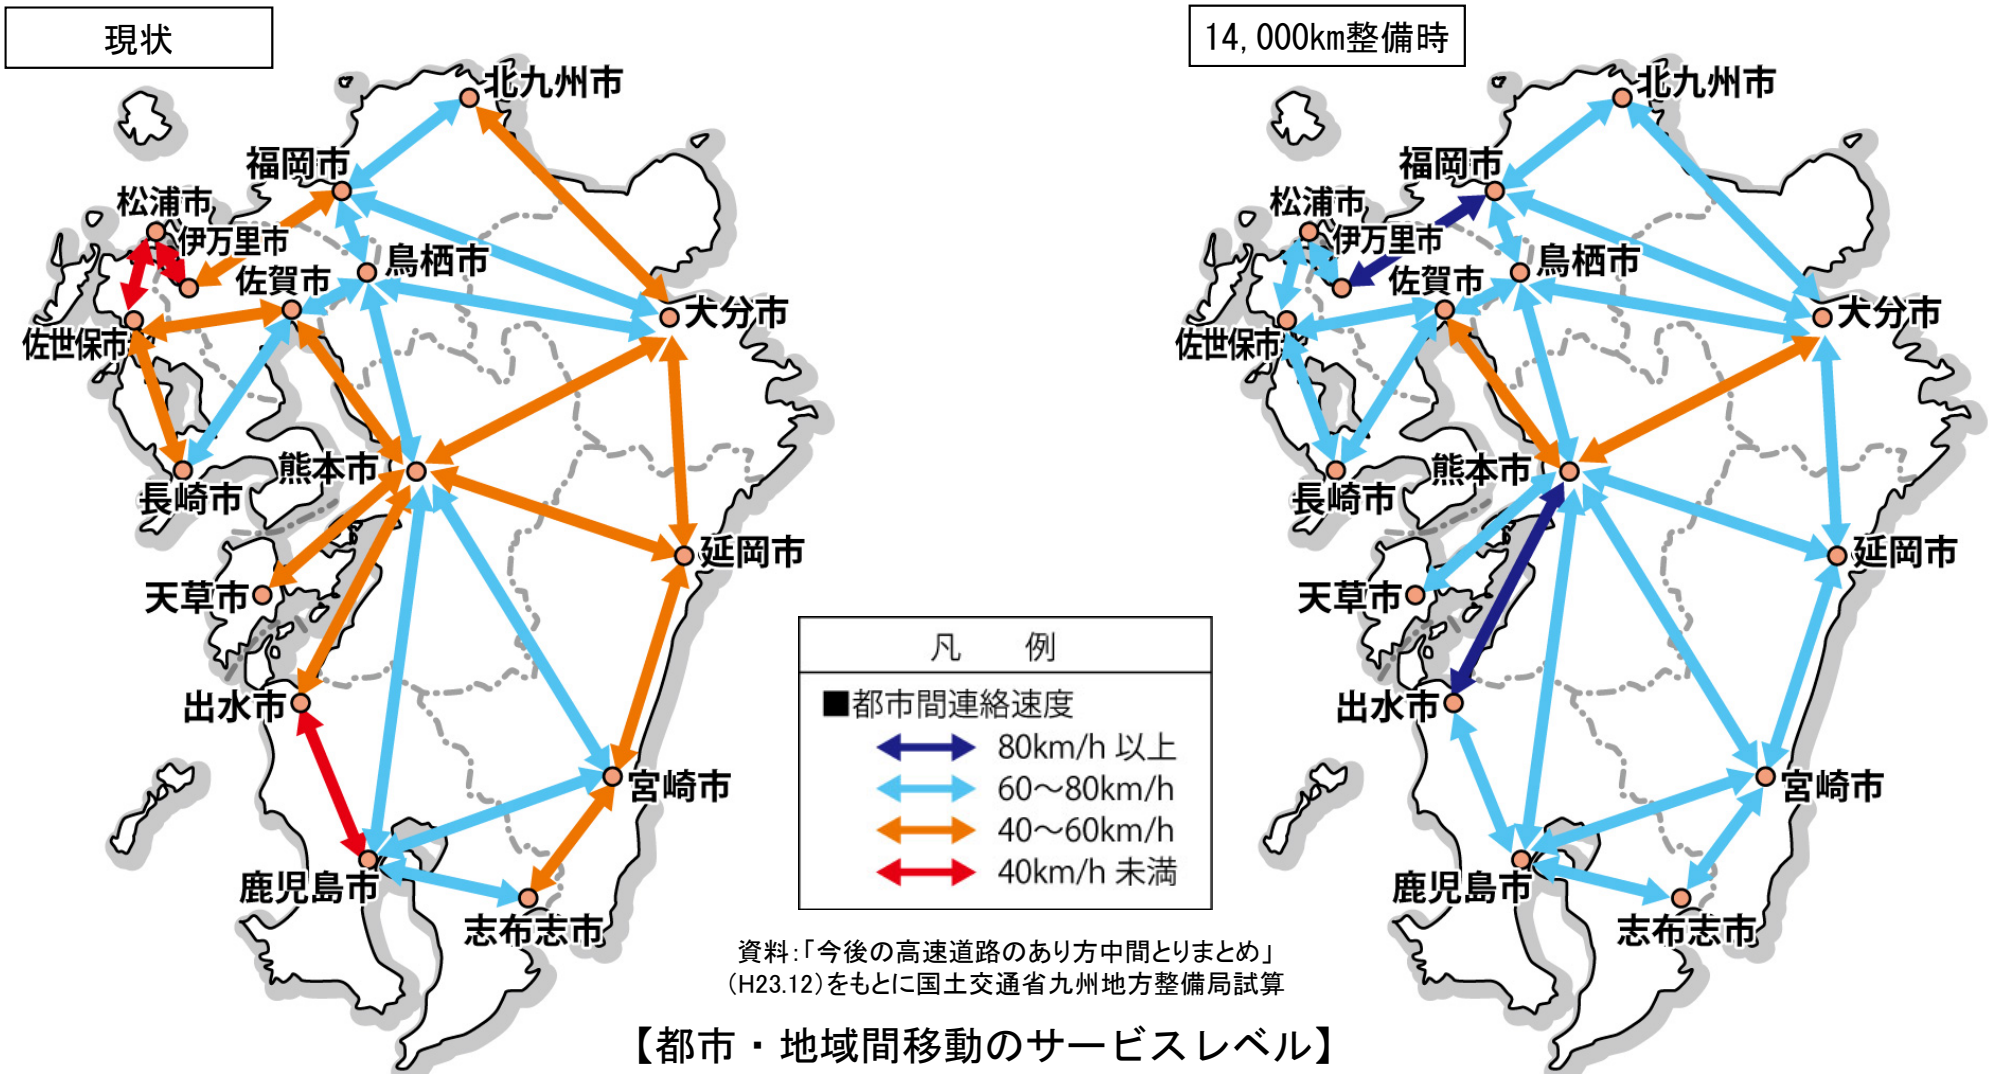 現状
北九州市
福岡市
松浦市
伊万里市
鳥栖市
佐賀市
大分市
佐世保市
熊本市
長崎市
延岡市
天草市
出水市
宮崎市
鹿児島市
志布志市
14,000km整備時
北九州市
福岡市
松浦市
伊万里市
鳥栖市
佐賀市
大分市
佐世保市
熊本市
長崎市
延岡市
天草市
出水市
宮崎市
鹿児島市
志布志市
凡 例
■都市間連絡速度
80km/h 以上
60～80km/h
40～60km/h
40km/h 未満
資料：「今後の高速道路のあり方中間とりまとめ」
（H23.12）をもとに国土交通省九州地方整備局試算
【都市・地域間移動のサービスレベル】